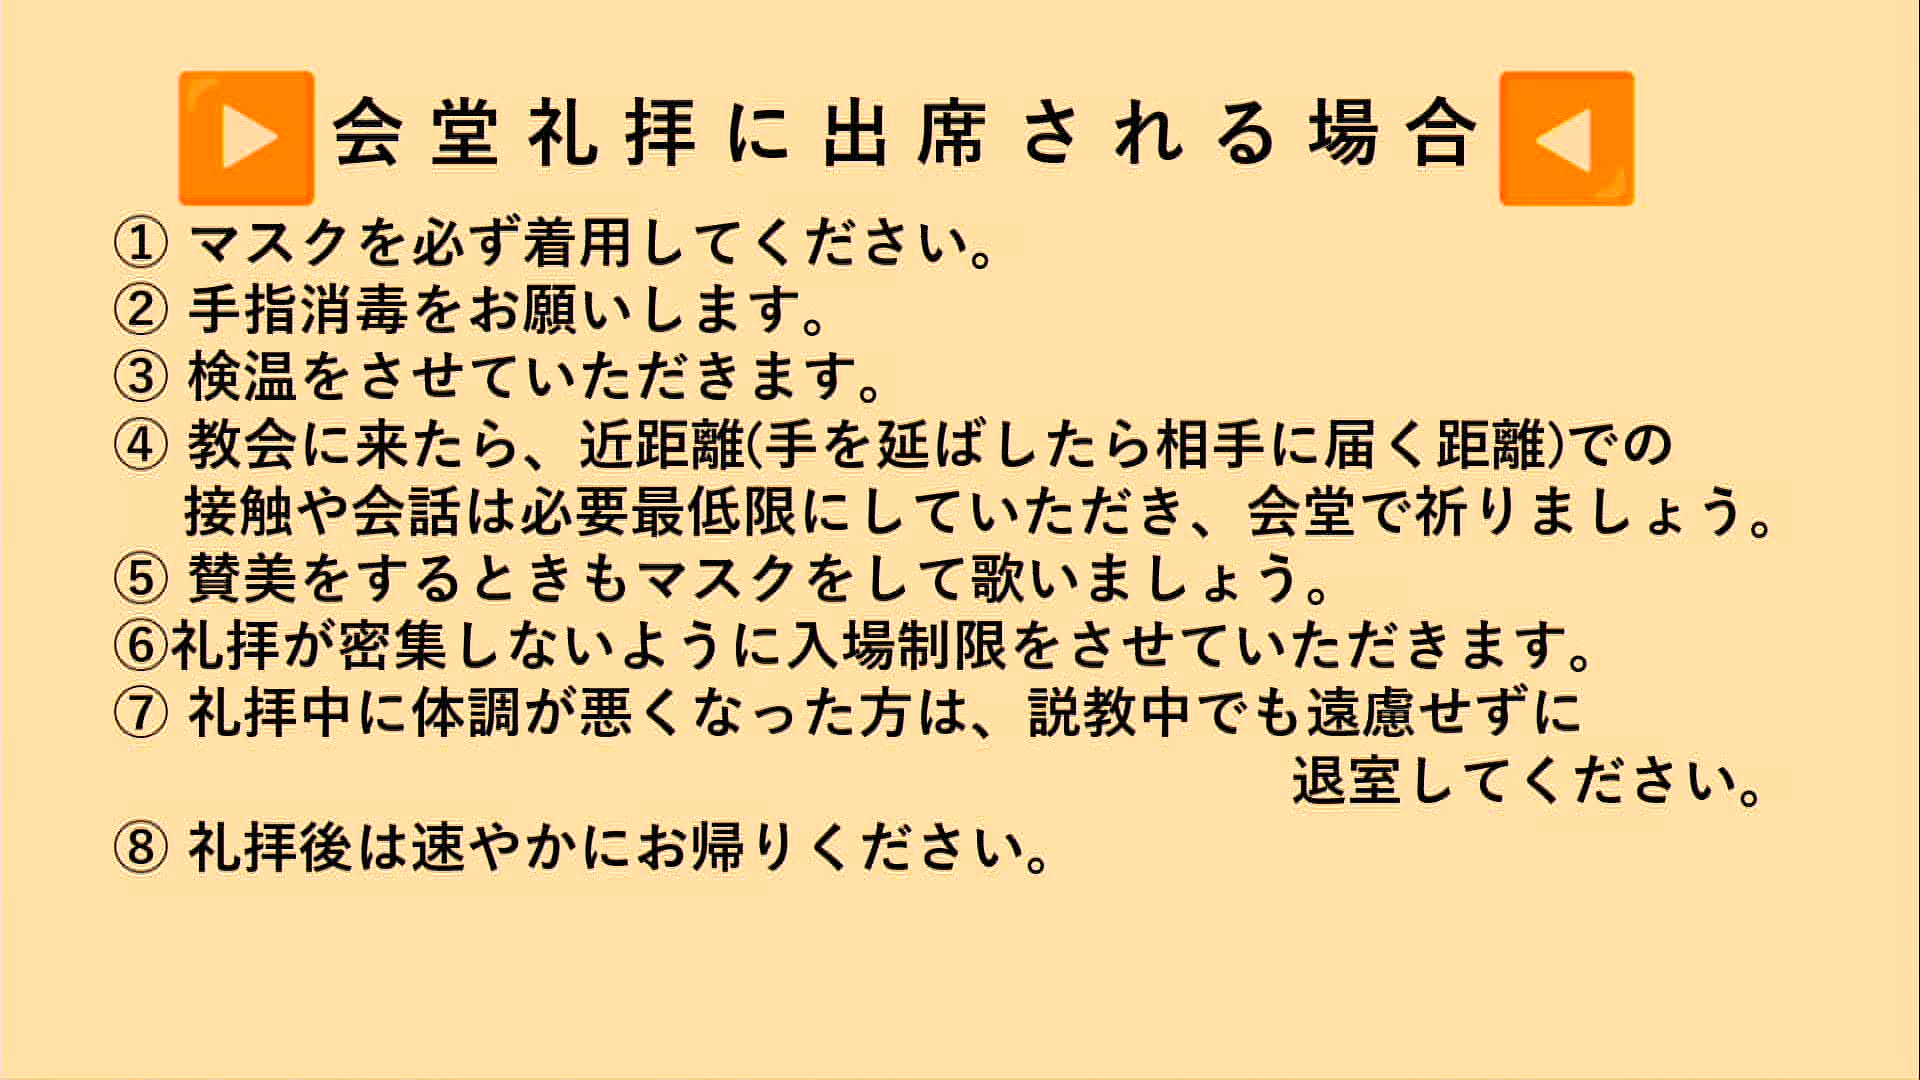 会堂礼拝に出席される場合
① マスクを必ず着用してください。
② 手指消毒をお願いします。
③ 検温をさせていただきます。
④ 教会に来たら、近距離(手を延ばしたら相手に届く距離)での
接触や会話は必要最低限にしていただき、会堂で祈りましょう。
⑤ 賛美をするときもマスクをして歌いましょう。
⑥礼拝が密集しないように入場制限をさせていただきます。
⑦ 礼拝中に体調が悪くなった方は、説教中でも遠慮せずに
退室してください。
⑧ 礼拝後は速やかにお帰りください。